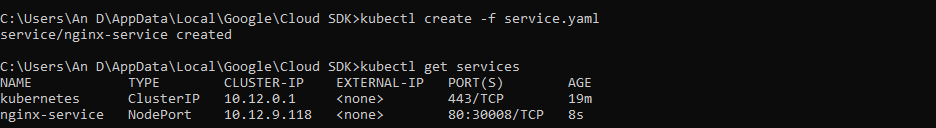 C:\Users\An D\AppData\Local\Google\Cloud SDK>kubectl create -f service.yaml
service/nginx-service created
C:\Users\An D\AppData\Local\Google\Cloud SDK>kubectl get services
NAME TYPE CLUSTER-IP EXTERNAL-IP PORT(S) AGE
kubernetes ClusterIP 10.12.0.1 <none> 443/TCP 19m
nginx-service NodePort 10.12.9.118 <none> 80:30008/TCP 8s